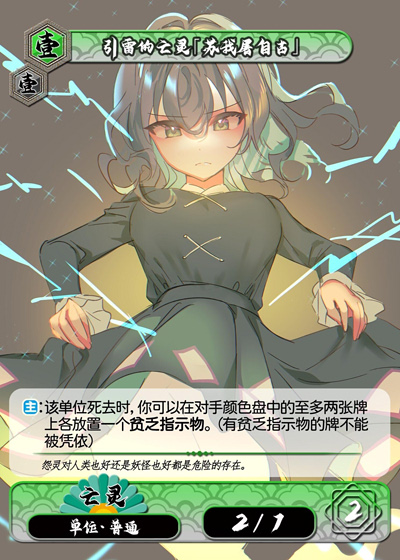 壹
引雷的亡灵「苏我屠自古」
壹
主:该单位死去时,你可以在对手颜色盘中的至多两张牌
上各放置一个贫乏指示物。(有贫乏指示物的牌不能
被凭依)
怨灵对人类也好还是妖怪也好都是危险的存在。
亡灵
单位·普通
2/1
2